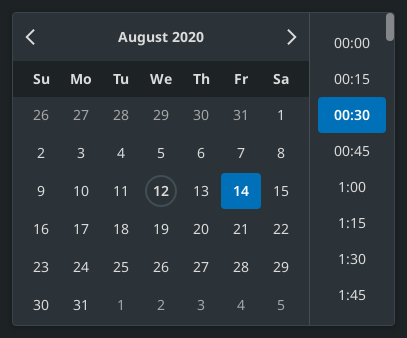 August 2020
Su Mo Tu We Th Fr Sa
26 27 28 29 30 31 1
2 3 4 5 6 7 8
9 10 11 12 13 14 15
16 17 18 19 20 21 22
23 24 25 26 27 28 29
30 31 1 2 3 4 5
00:00
00:15
00:30
00:45
1:00
1:15
1:30
1:45